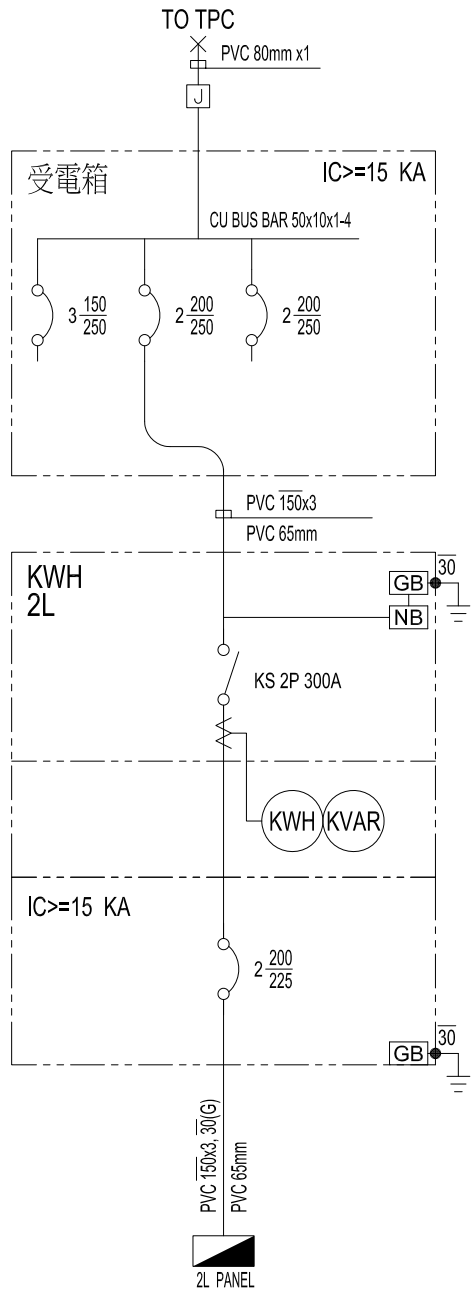 TO TPC
PVC 80mm x1
J
受電箱
IC>=15 KA
CU BUS BAR 50x10x1-4
3 150/250
2 200/250
2 200/250
PVC 150x3
PVC 65mm
KWH
2L
30
GB
NB
KS 2P 300A
KWH
KVAR
IC>=15 KA
2 200/225
30
GB
PVC 150x3, 30(G)
PVC 65mm
2L PANEL